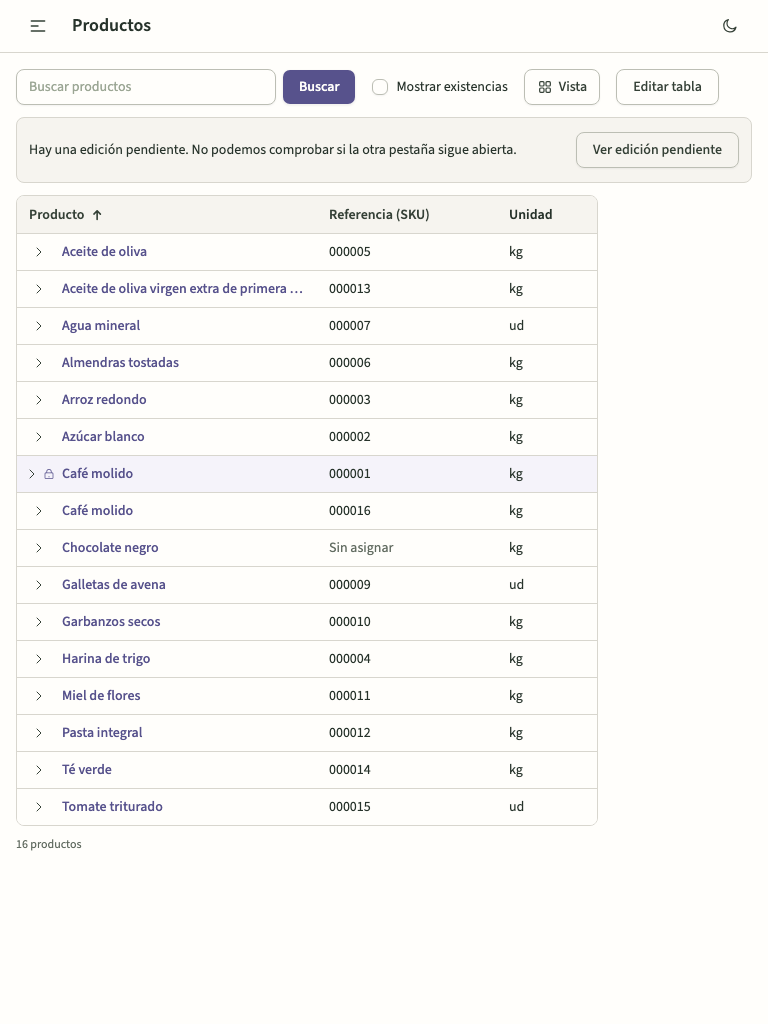 Productos
Buscar productos
Buscar
Mostrar existencias
Vista
Editar tabla
Hay una edición pendiente. No podemos comprobar si la otra pestaña sigue abierta.
Ver edición pendiente
Producto Referencia (SKU) Unidad
Aceite de oliva 000005 kg
Aceite de oliva virgen extra de primera … 000013 kg
Agua mineral 000007 ud
Almendras tostadas 000006 kg
Arroz redondo 000003 kg
Azúcar blanco 000002 kg
Café molido 000001 kg
Café molido 000016 kg
Chocolate negro Sin asignar kg
Galletas de avena 000009 ud
Garbanzos secos 000010 kg
Harina de trigo 000004 kg
Miel de flores 000011 kg
Pasta integral 000012 kg
Té verde 000014 kg
Tomate triturado 000015 ud
16 productos